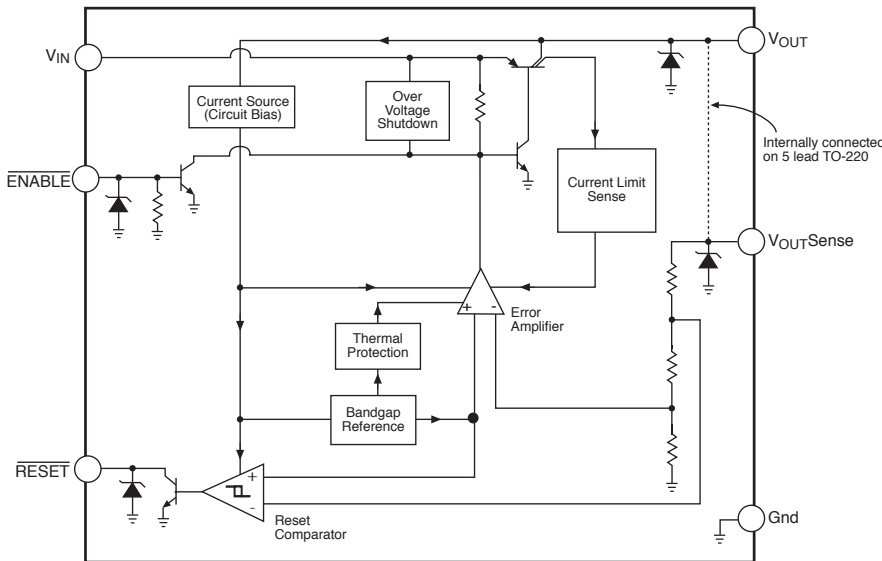 VIN
VOUT
Current Source
(Circuit Bias)
Over
Voltage
Shutdown
Internally connected
on 5 lead TO-220
ENABLE
Current Limit
Sense
VOUTSense
+ -
Error
Amplifier
Thermal
Protection
Bandgap
Reference
RESET
+
-
Reset
Comparator
Gnd